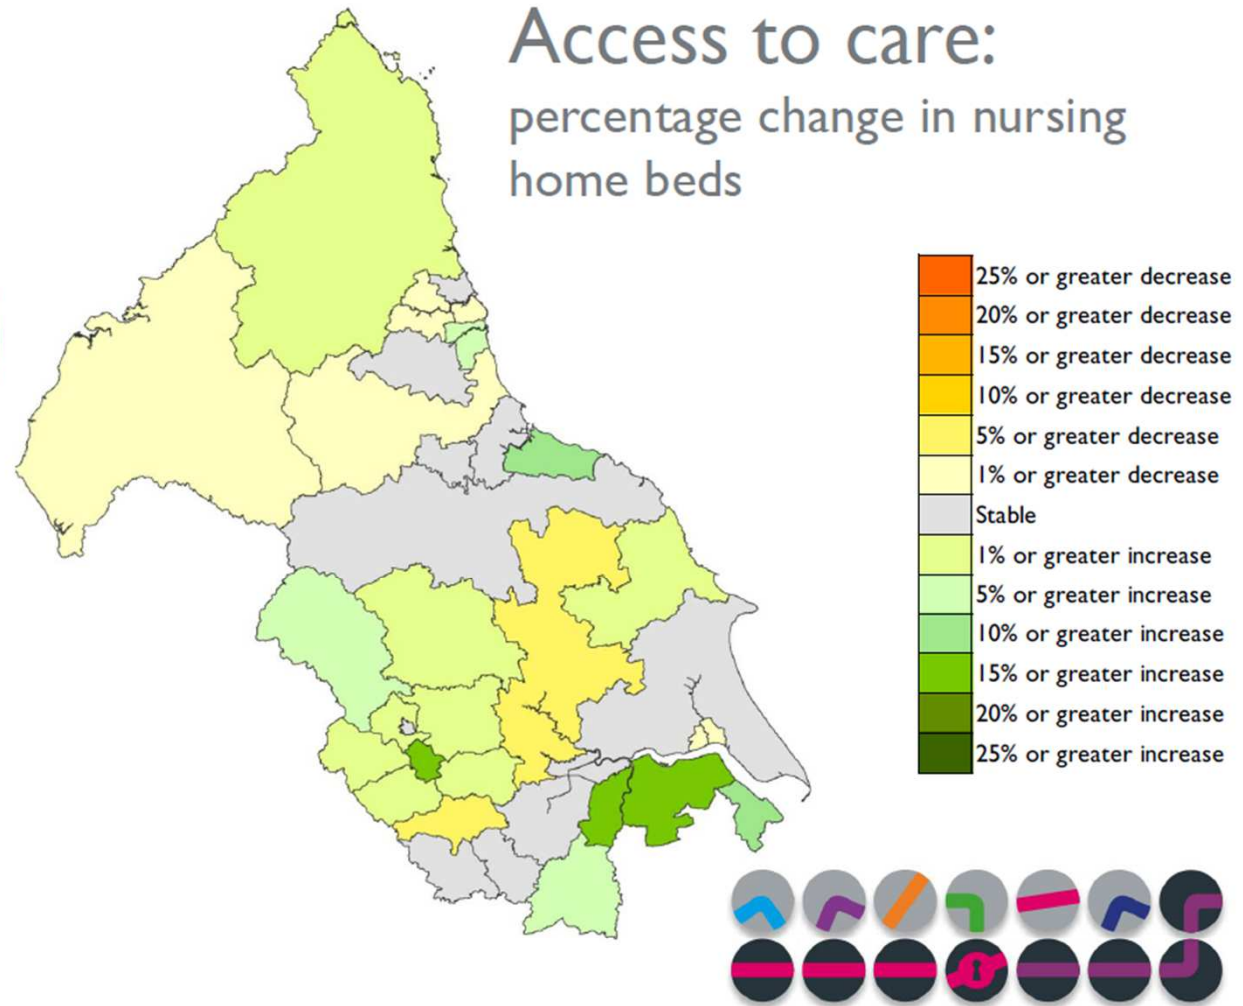 Access to care:
percentage change in nursing
home beds
25% or greater decrease
20% or greater decrease
15% or greater decrease
10% or greater decrease
5% or greater decrease
1% or greater decrease
Stable
1% or greater increase
5% or greater increase
10% or greater increase
15% or greater increase
20% or greater increase
25% or greater increase